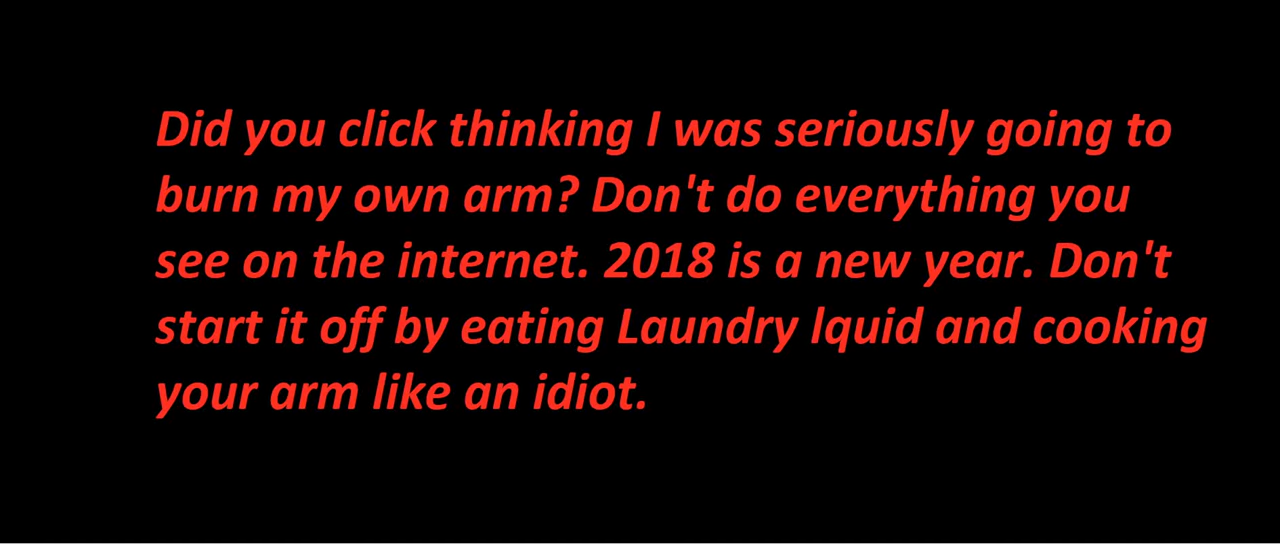 Did you click thinking I was seriously going to
burn my own arm? Don't do everything you
see on the internet. 2018 is a new year. Don't
start it off by eating Laundry lquid and cooking
your arm like an idiot.